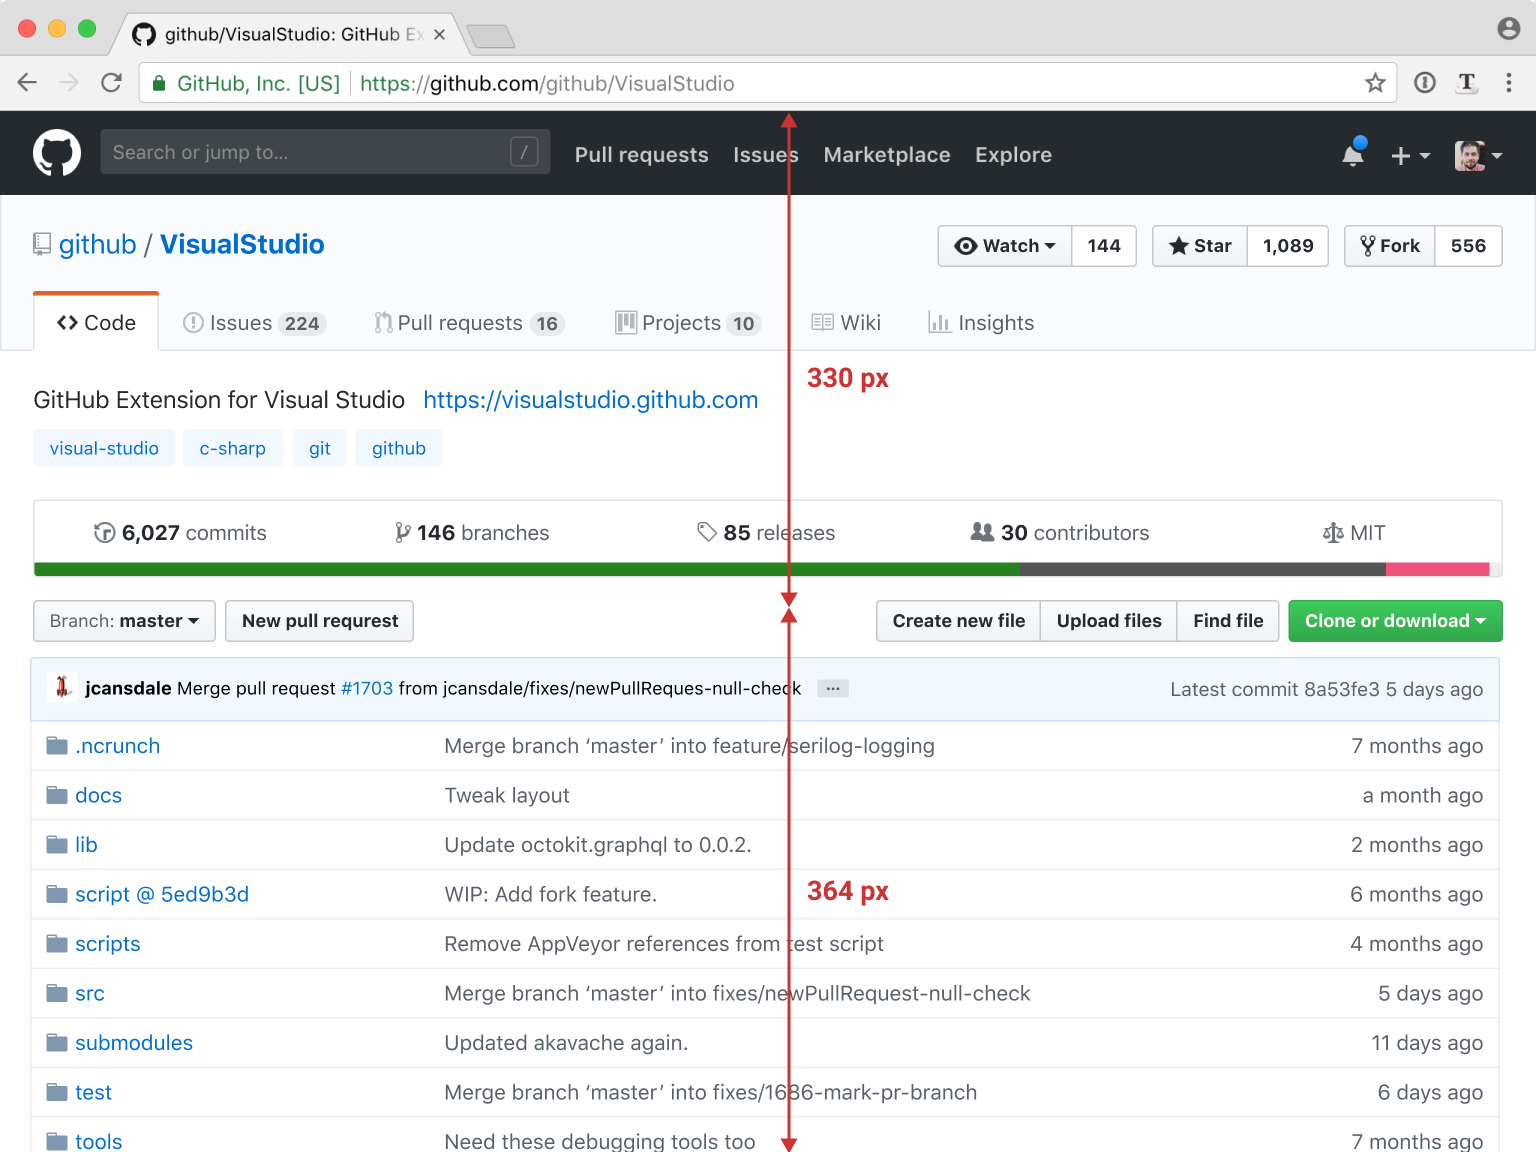 github/VisualStudio: GitHub Ex
GitHub, Inc. [US] https://github.com/github/VisualStudio
Search or jump to... / Pull requests Issues Marketplace Explore
github / VisualStudio Watch 144 Star 1,089 Fork 556
Code Issues 224 Pull requests 16 Projects 10 Wiki Insights
330 px
GitHub Extension for Visual Studio https://visualstudio.github.com
visual-studio c-sharp git github
6,027 commits 146 branches 85 releases 30 contributors MIT
Branch: master New pull requrest Create new file Upload files Find file Clone or download
jcansdale Merge pull request #1703 from jcansdale/fixes/newPullReques-null-check ... Latest commit 8a53fe3 5 days ago
.ncrunch Merge branch ‘master’ into feature/serilog-logging 7 months ago
docs Tweak layout a month ago
lib Update octokit.graphql to 0.0.2. 2 months ago
script @ 5ed9b3d WIP: Add fork feature. 364 px 6 months ago
scripts Remove AppVeyor references from test script 4 months ago
src Merge branch ‘master’ into fixes/newPullRequest-null-check 5 days ago
submodules Updated akavache again. 11 days ago
test Merge branch ‘master’ into fixes/1686-mark-pr-branch 6 days ago
tools Need these debugging tools too 7 months ago